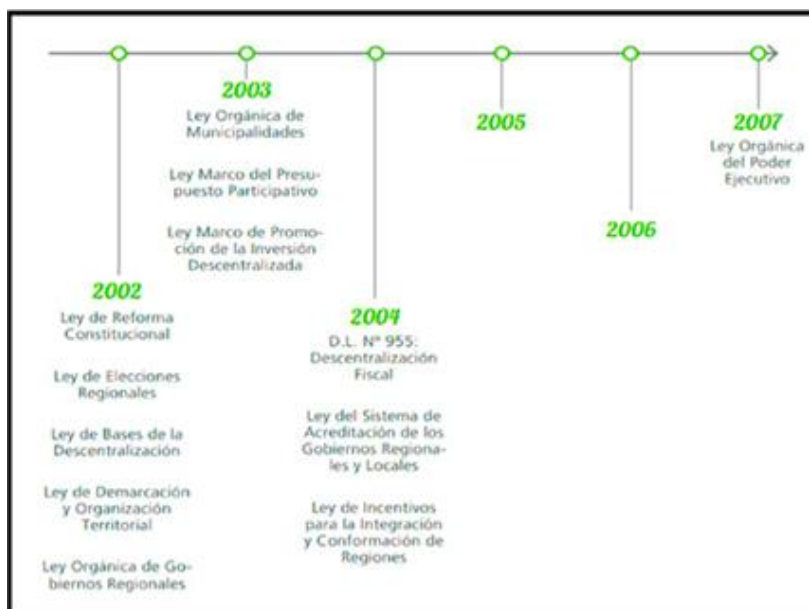 2002
Ley de Reforma
Constitucional
Ley de Elecciones
Regionales
Ley de Bases de la
Descentralización
Ley de Demarcación
y Organización
Territorial
Ley Orgánica de Go-
biernos Regionales
2003
Ley Orgánica de
Municipalidades
Ley Marco del Presu-
puesto Participativo
Ley Marco de Promo-
ción de la Inversión
Descentralizada
2004
D.L. Nº 955:
Descentralización
Fiscal
Ley del Sistema de
Acreditación de los
Gobiernos Regiona-
les y Locales
Ley de Incentivos
para la Integración
y Conformación de
Regiones
2005
2006
2007
Ley Orgánica
del Poder
Ejecutivo